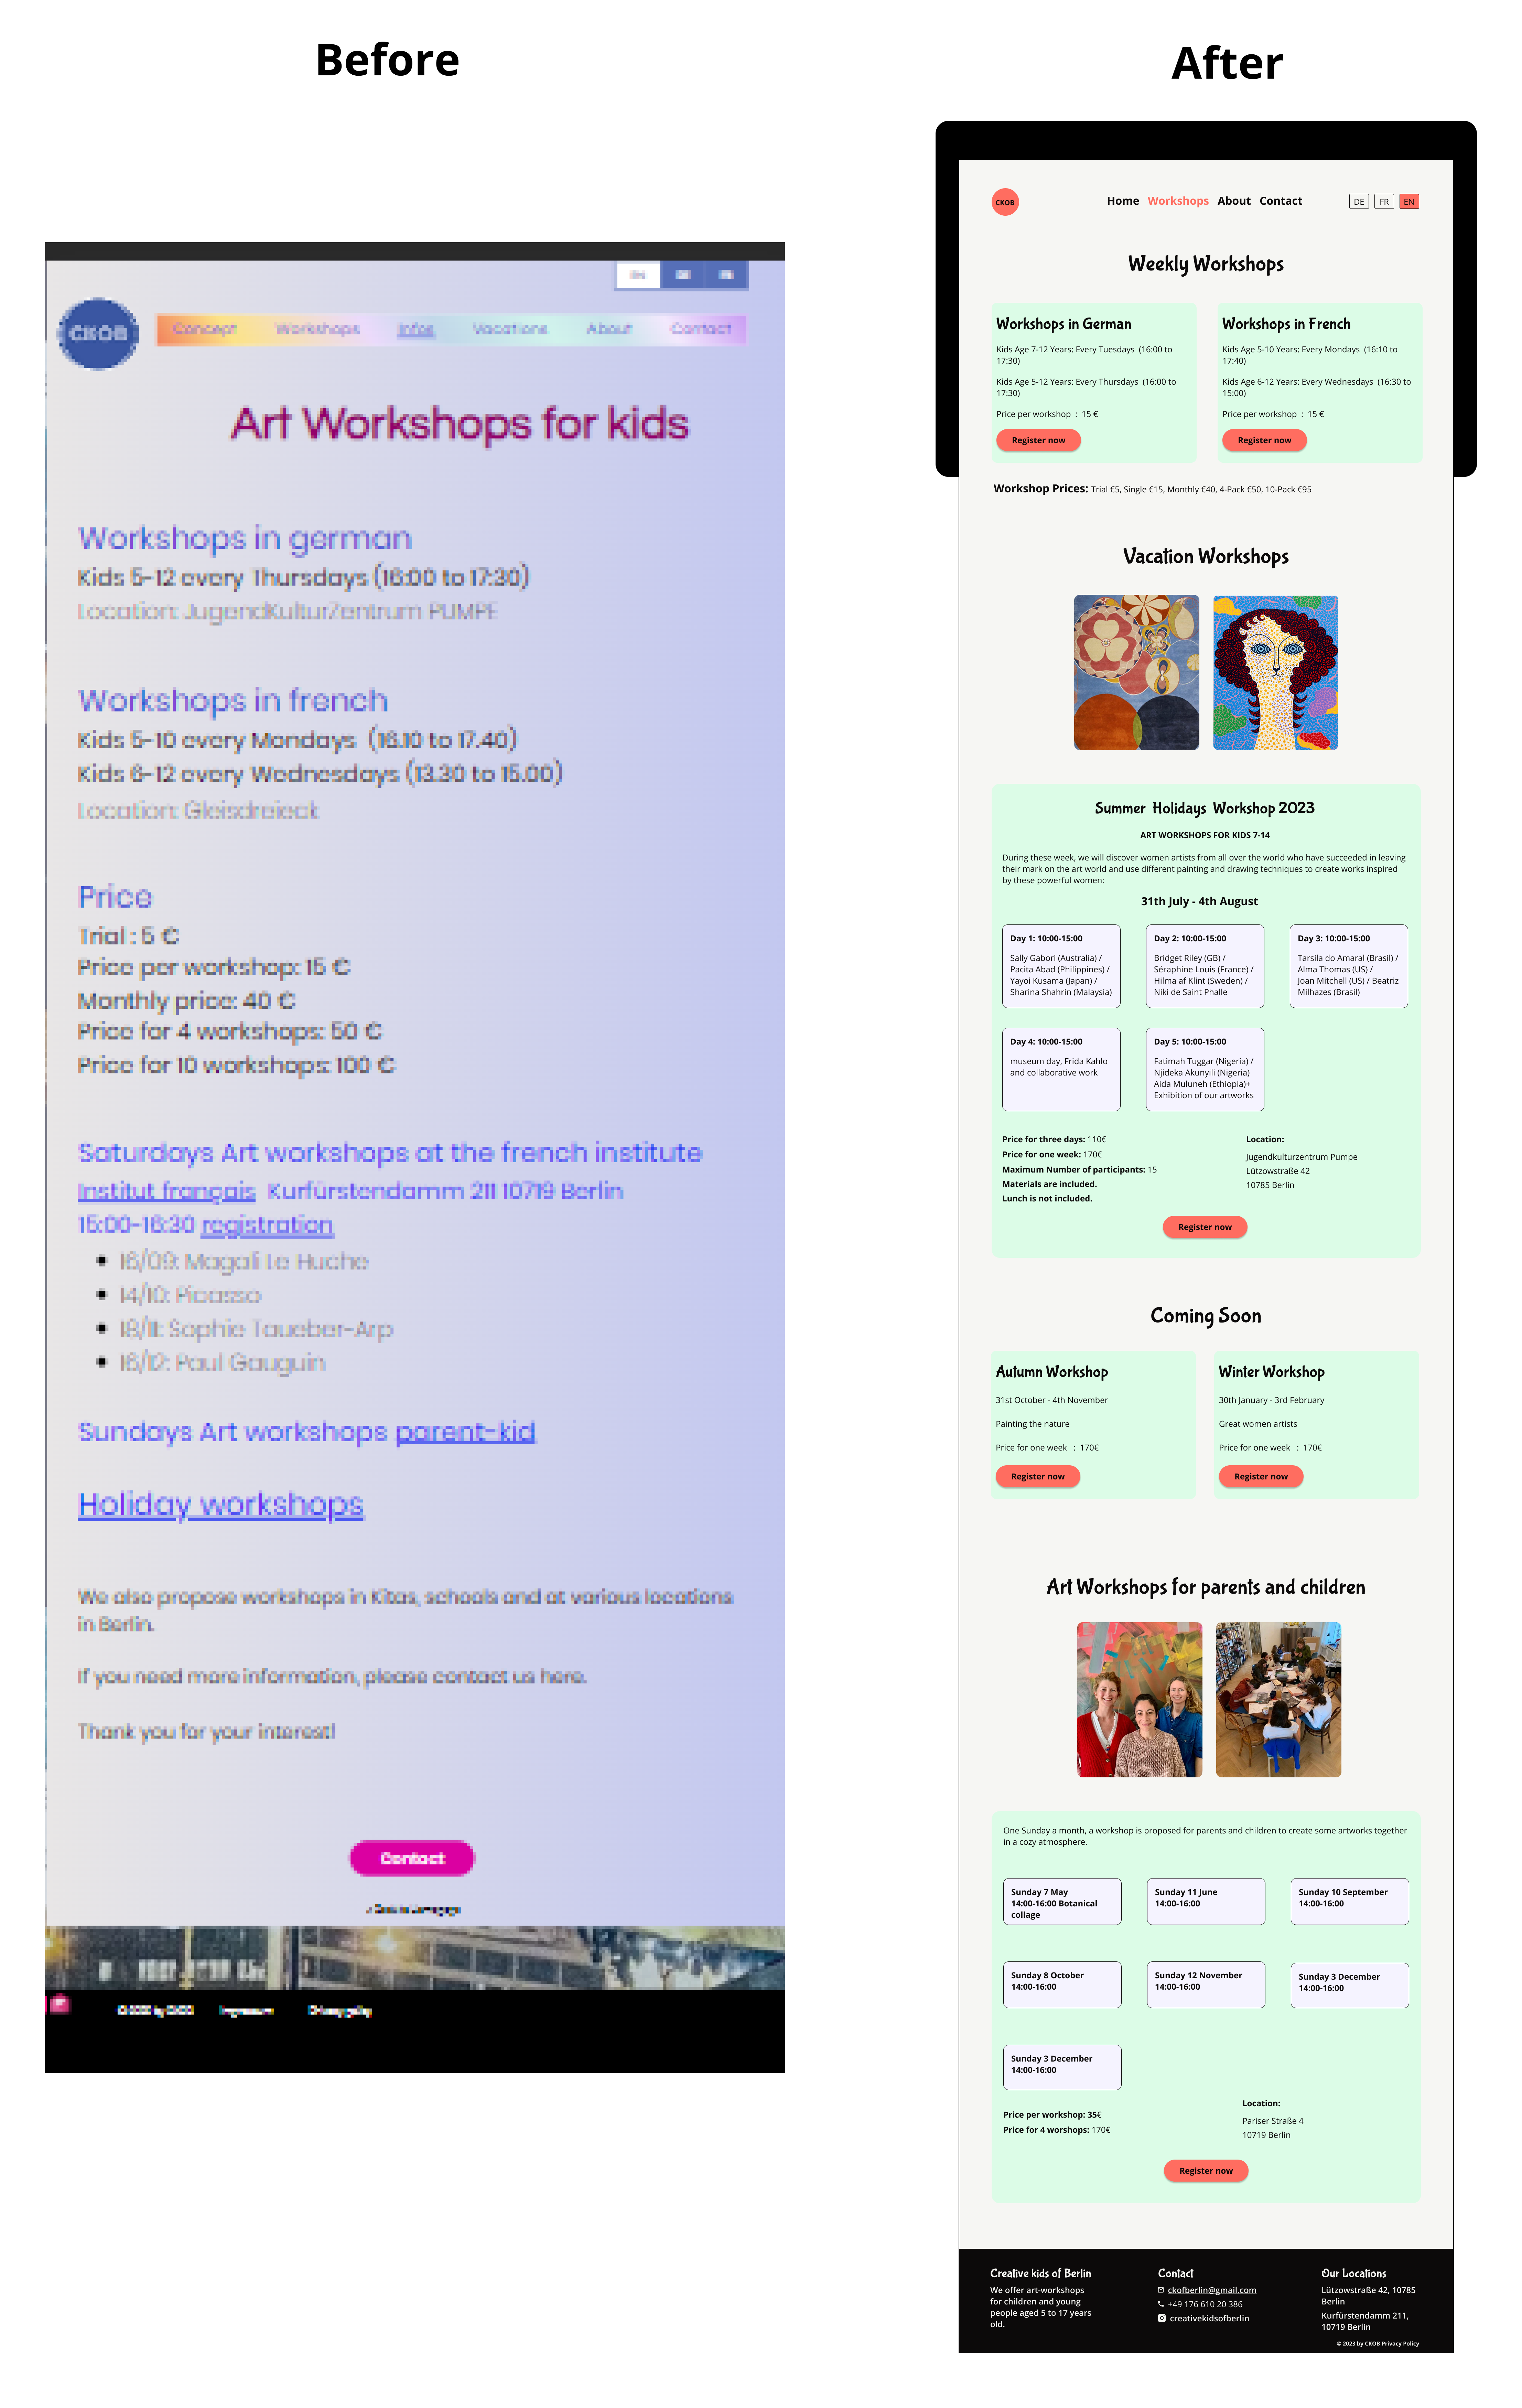 Before
CKOB
Concept Workshops Infos Vacations About Contact
Art Workshops for kids
Workshops in german
Kids 5-12 every Thursdays (16:00 to 17:30)
Location: JugendKulturZentrum PUMPE
Workshops in french
Kids 5-10 every Mondays (16.10 to 17.40)
Kids 6-12 every Wednesdays (13.30 to 15.00)
Location: Gleisdreieck
Price
Trial : 5 €
Price per workshop: 15 €
Monthly price: 40 €
Price for 4 workshops: 50 €
Price for 10 workshops: 100 €
Saturdays Art workshops at the french institute
Institut français Kurfürstendamm 211 10719 Berlin
15:00-16:30 registration
16/09: Magali Le Huche
14/10: Picasso
18/11: Sophie Taueber-Arp
16/12: Paul Gauguin
Sundays Art workshops parent-kid
Holiday workshops
We also propose workshops in Kitas, schools and at various locations
in Berlin.
If you need more information, please contact us here.
Thank you for your interest!
Contact
After
CKOB
Home Workshops About Contact
DE FR EN
Weekly Workshops
Workshops in German
Kids Age 7-12 Years: Every Tuesdays (16:00 to
17:30)
Kids Age 5-12 Years: Every Thursday (16:00 to
17:30)
Price per workshop : 15 €
Register now
Workshops in French
Kids Age 5-10 Years: Every Mondays (16:10 to
17:40)
Kids Age 6-12 Years: Every Wednesdays (16:30 to
15:00)
Price per workshop : 15 €
Register now
Workshop Prices: Trial €5, Single €15, Monthly €40, 4-Pack €50, 10-Pack €95
Vacation Workshops
Summer Holidays Workshop 2023
ART WORKSHOPS FOR KIDS 7-14
During these week, we will discover women artists from all over the world who have succeeded in leaving
their mark on the art world and use different painting and drawing techniques to create works inspired
by these powerful women:
31th July - 4th August
Day 1: 10:00-15:00
Sally Gabori (Australia) /
Pacita Abad (Philippines) /
Yayoi Kusama (Japan) /
Sharina Shahrin (Malaysia)
Day 2: 10:00-15:00
Bridget Riley (GB) /
Séraphine Louis (France) /
Hilma af Klint (Sweden) /
Niki de Saint Phalle
Day 3: 10:00-15:00
Tarsila do Amaral (Brasil) /
Alma Thomas (US) /
Joan Mitchell (US) / Beatriz
Milhazes (Brasil)
Day 4: 10:00-15:00
museum day, Frida Kahlo
and collaborative work
Day 5: 10:00-15:00
Fatimah Tuggar (Nigeria) /
Njideka Akunyili (Nigeria)
Aida Muluneh (Ethiopia)+
Exhibition of our artworks
Price for three days: 110€
Price for one week: 170€
Maximum Number of participants: 15
Materials are included.
Lunch is not included.
Location:
Jugendkulturzentrum Pumpe
Lützowstraße 42
10785 Berlin
Register now
Coming Soon
Autumn Workshop
31st October - 4th November
Painting the nature
Price for one week : 170€
Register now
Winter Workshop
30th January - 3rd February
Great women artists
Price for one week : 170€
Register now
Art Workshops for parents and children
One Sunday a month, a workshop is proposed for parents and children to create some artworks together
in a cozy atmosphere.
Sunday 7 May
14:00-16:00 Botanical
collage
Sunday 11 June
14:00-16:00
Sunday 10 September
14:00-16:00
Sunday 8 October
14:00-16:00
Sunday 12 November
14:00-16:00
Sunday 3 December
14:00-16:00
Sunday 3 December
14:00-16:00
Price per workshop: 35€
Price for 4 worshops: 170€
Location:
Pariser Straße 4
10719 Berlin
Register now
Creative kids of Berlin
We offer art-workshops
for children and young
people aged 5 to 17 years
old.
Contact
ckofberlin@gmail.com
+49 176 610 20 386
creativekidsofberlin
Our Locations
Lützowstraße 42, 10785
Berlin
Kurfürstendamm 211,
10719 Berlin
© 2023 by CKOB Privacy Policy